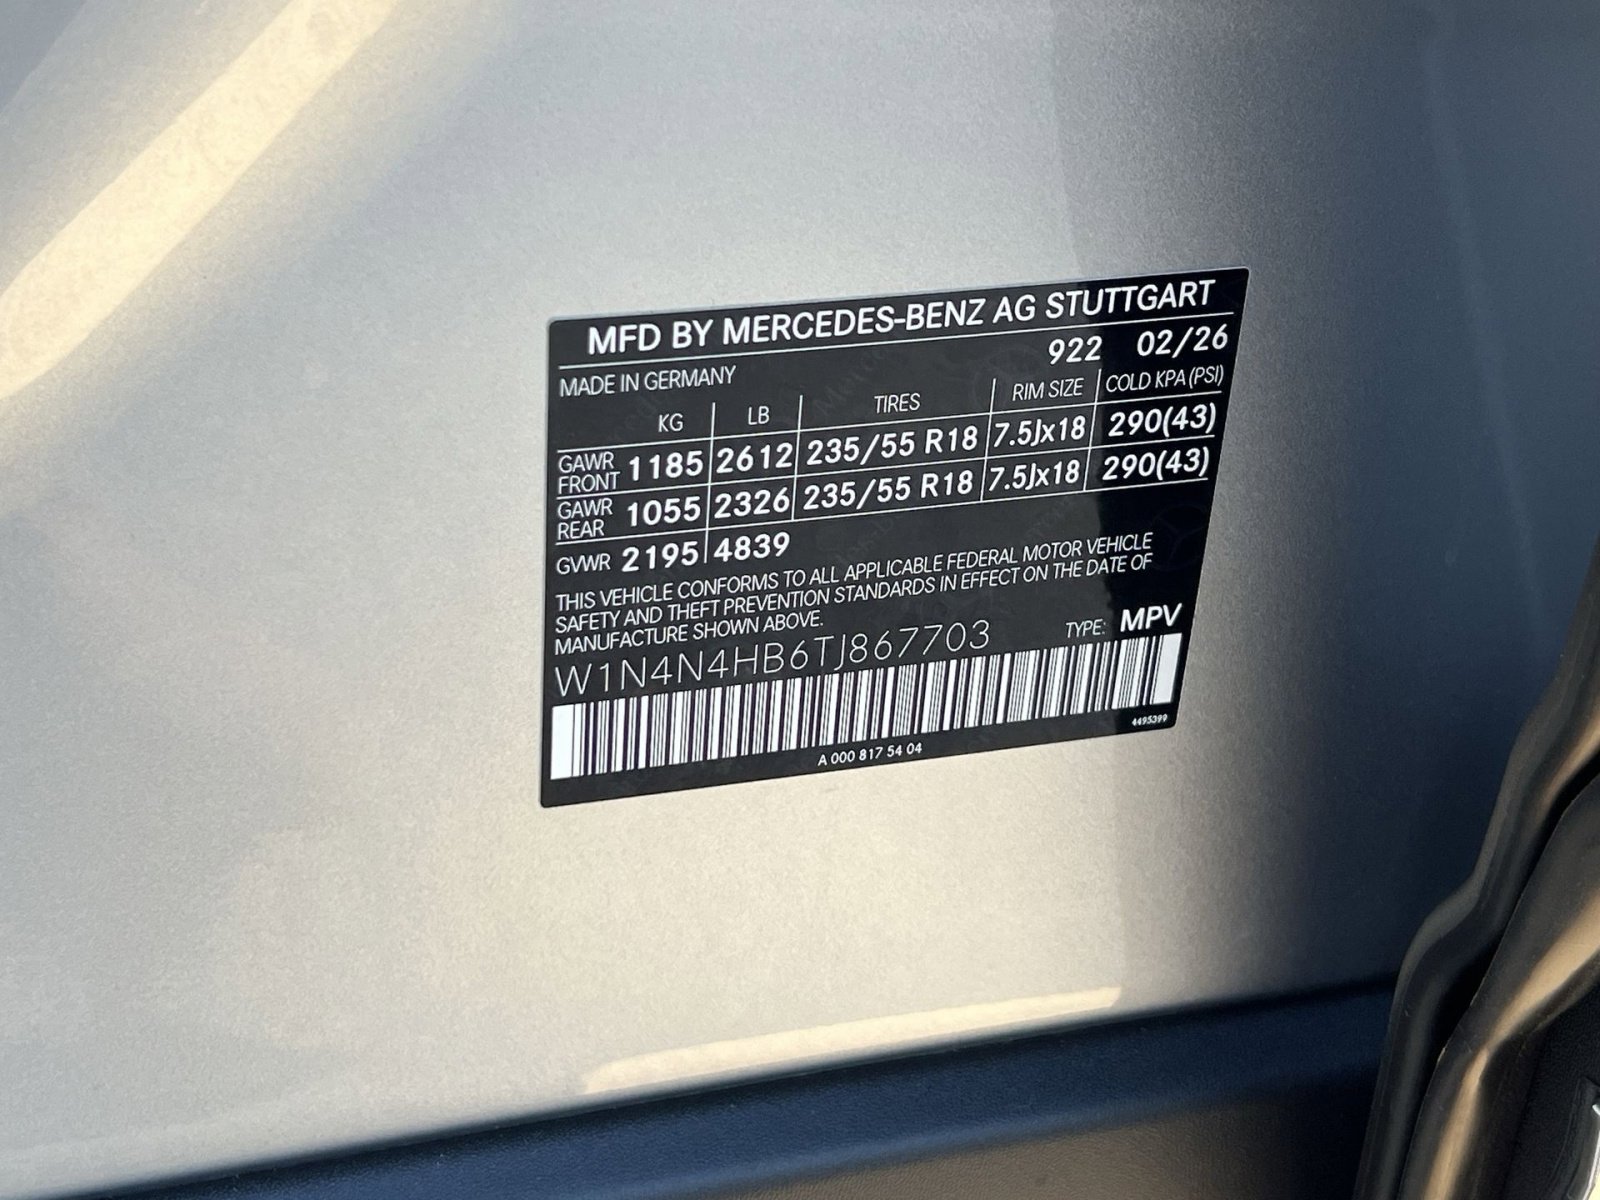 MFD BY MERCEDES-BENZ AG STUTTGART
922 02/26
MADE IN GERMANY
KG LB TIRES RIM SIZE COLD KPA (PSI)
GAWR FRONT 1185 2612 235/55 R18 7.5Jx18 290(43)
GAWR REAR 1055 2326 235/55 R18 7.5Jx18 290(43)
GVWR 2195 4839
THIS VEHICLE CONFORMS TO ALL APPLICABLE FEDERAL MOTOR VEHICLE
SAFETY AND THEFT PREVENTION STANDARDS IN EFFECT ON THE DATE OF
MANUFACTURE SHOWN ABOVE.
TYPE: MPV
W1N4N4HB6TJ867703
4495399
A 000 817 54 04